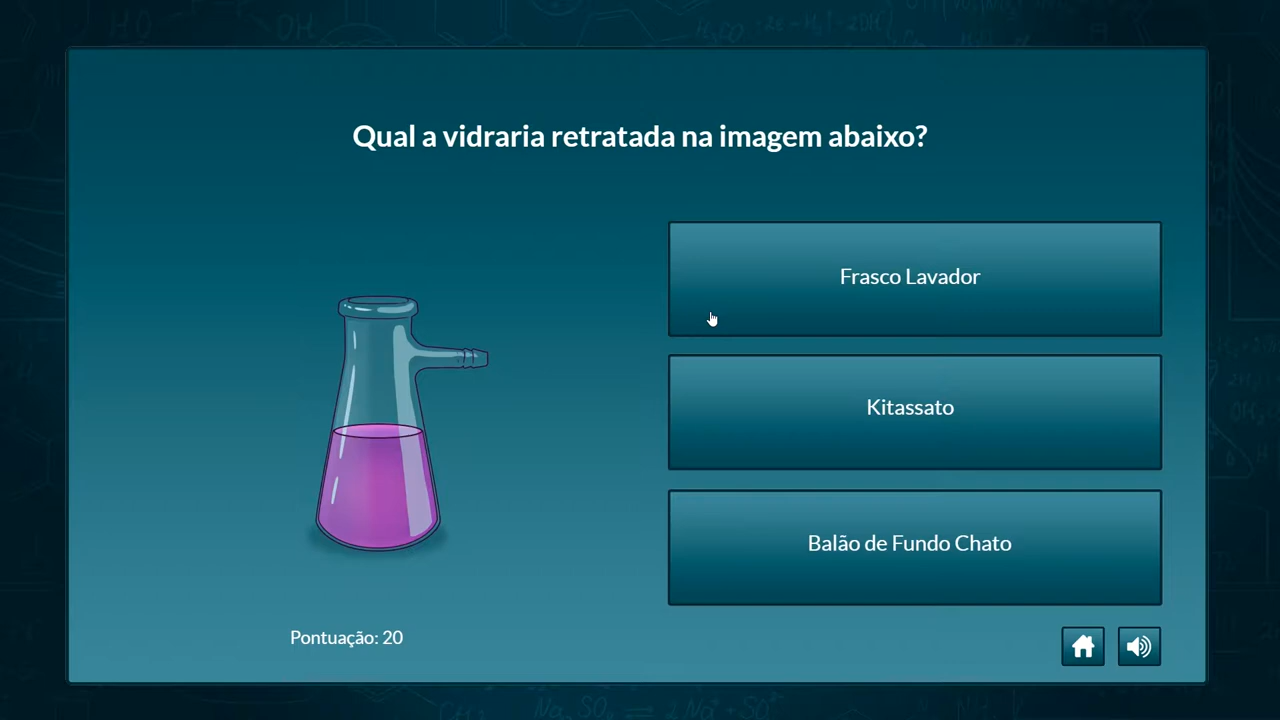 Qual a vidraria retratada na imagem abaixo?
Frasco Lavador
Kitassato
Balão de Fundo Chato
Pontuação: 20